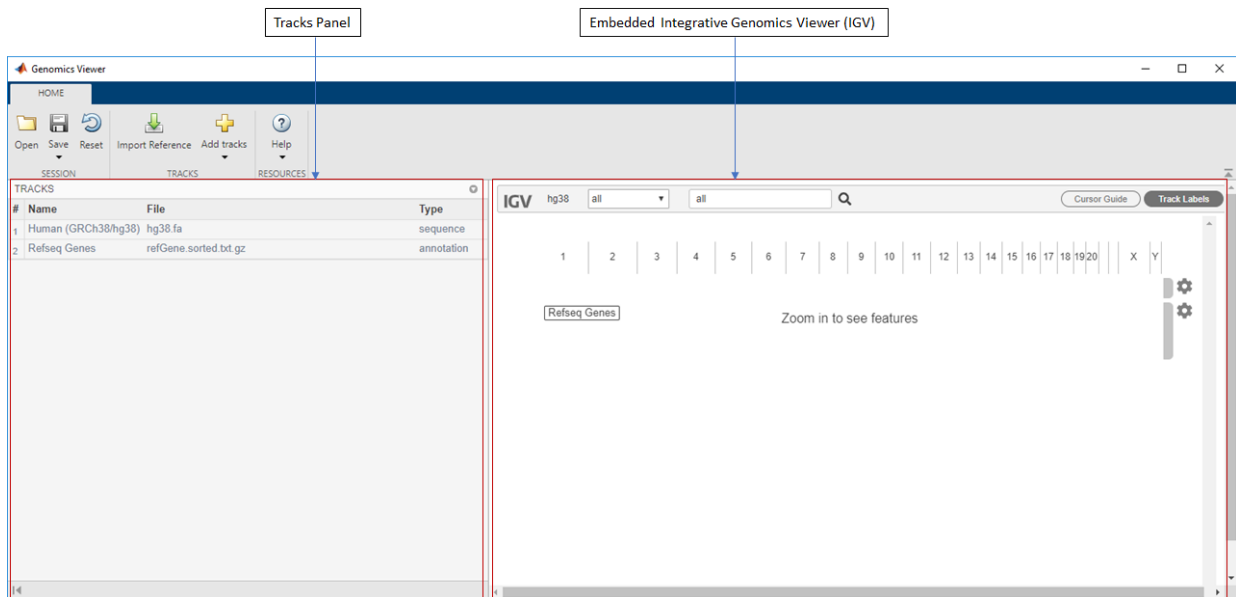 Tracks Panel
Embedded Integrative Genomics Viewer (IGV)
Genomics Viewer
HOME
Open Save Reset Import Reference Add tracks Help
SESSION TRACKS RESOURCES
TRACKS
# Name File Type
1 Human (GRCh38/hg38) hg38.fa sequence
2 Refseq Genes refGene.sorted.txt.gz annotation
IGV hg38 all all Cursor Guide Track Labels
1 2 3 4 5 6 7 8 9 10 11 12 13 14 15 16 17 18 19 20 X Y
Refseq Genes
Zoom in to see features